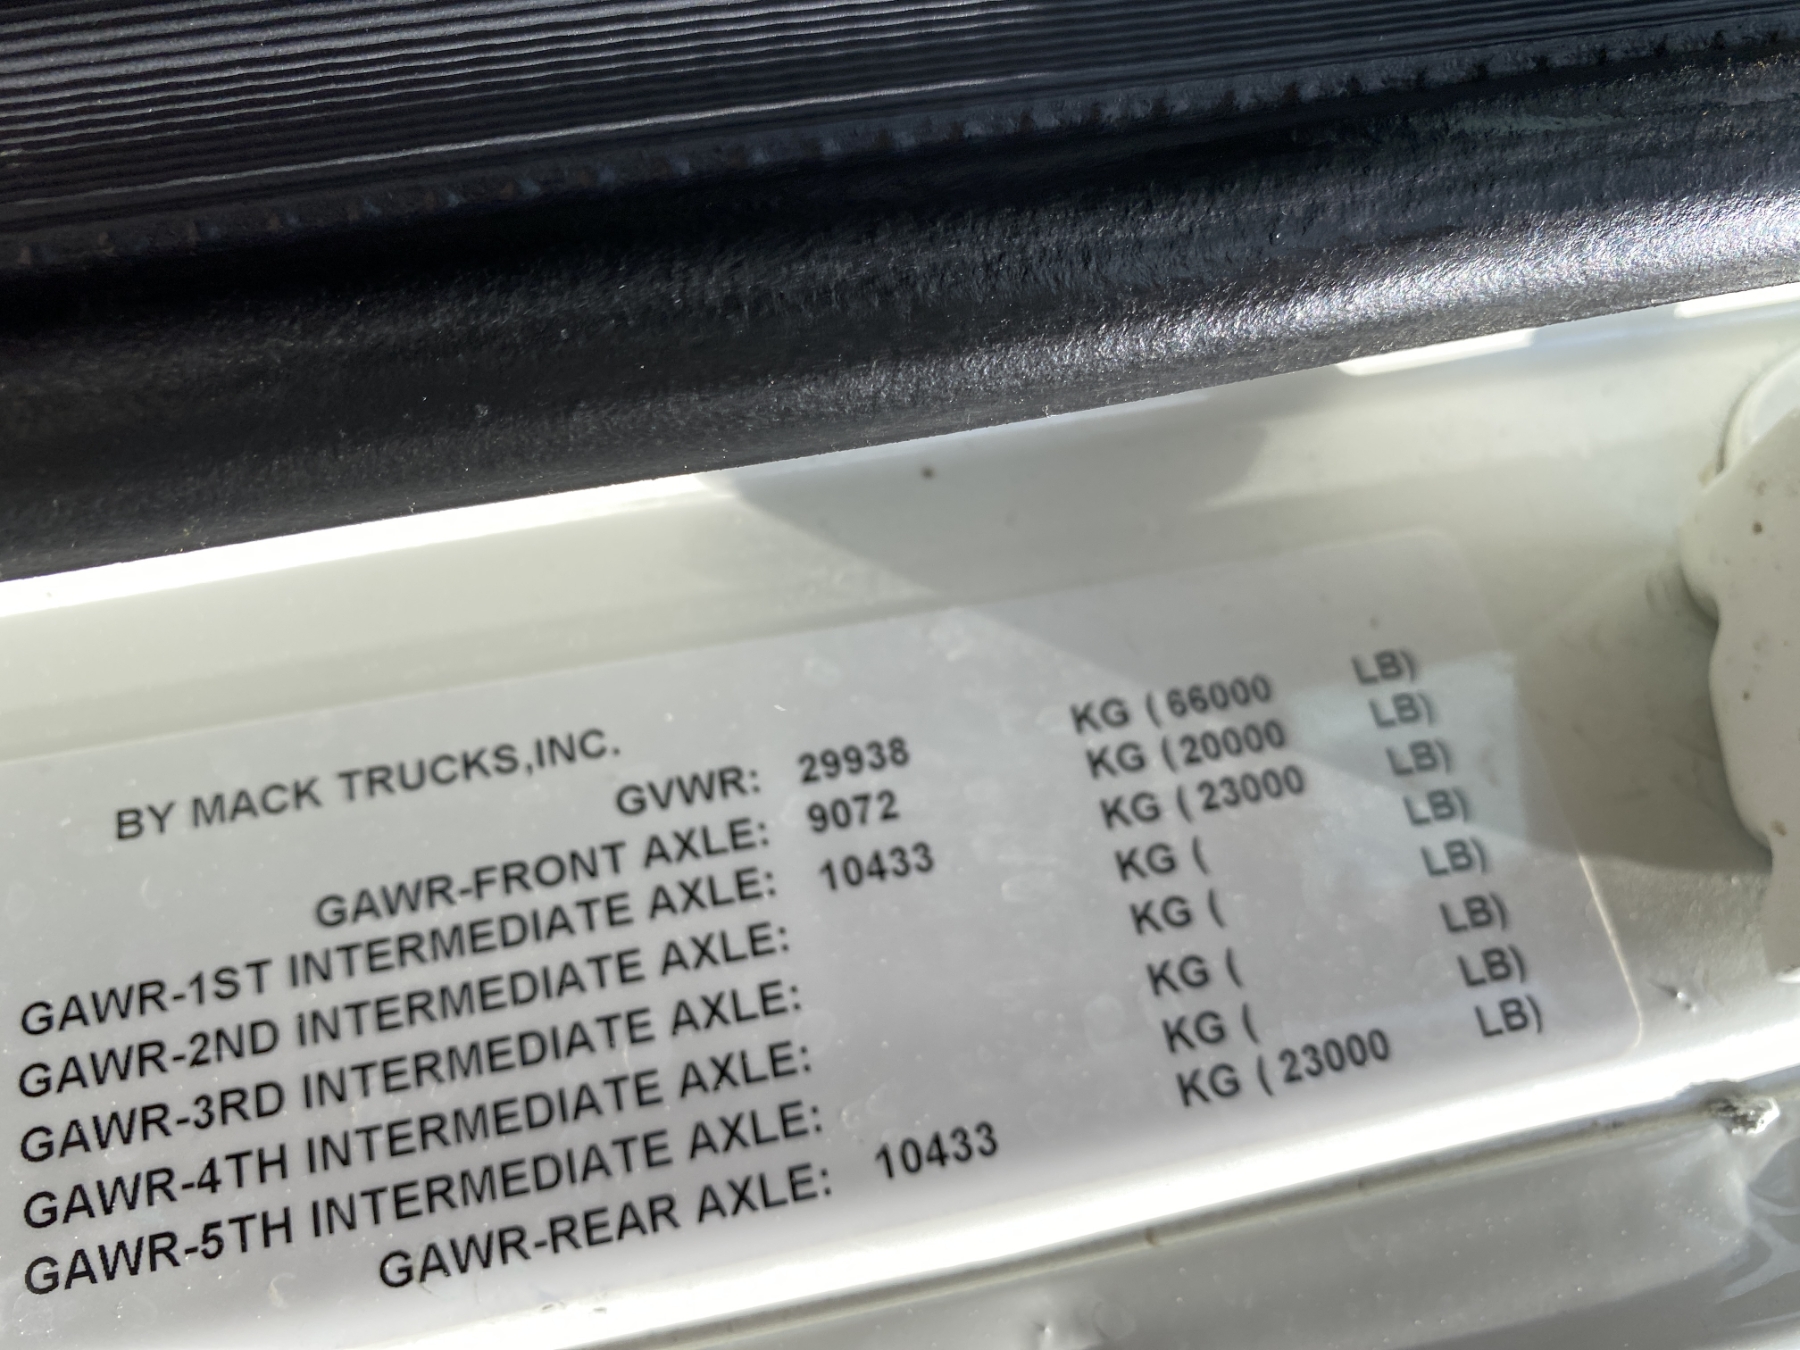 BY MACK TRUCKS,INC.
GVWR: 29938 KG (66000 LB)
GAWR-FRONT AXLE: 9072 KG (20000 LB)
GAWR-1ST INTERMEDIATE AXLE: 10433 KG (23000 LB)
GAWR-2ND INTERMEDIATE AXLE: KG ( LB)
GAWR-3RD INTERMEDIATE AXLE: KG ( LB)
GAWR-4TH INTERMEDIATE AXLE: KG ( LB)
GAWR-5TH INTERMEDIATE AXLE: KG ( LB)
GAWR-REAR AXLE: 10433 KG (23000 LB)